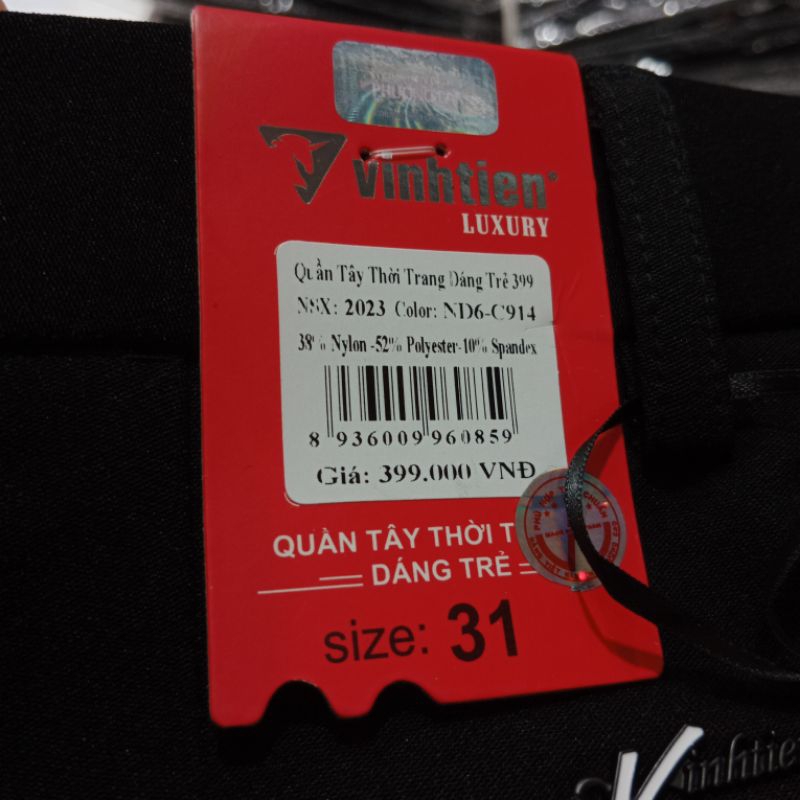 vinhtien®
LUXURY
Quần Tây Thời Trang Dáng Trẻ 399
NSX: 2023 Color: ND6-C914
38% Nylon -52% Polyester-10% Spandex
8 936009 960859
Giá: 399.000 VNĐ
QUẦN TÂY THỜI T
DÁNG TRẺ
size: 31
Vinhtien